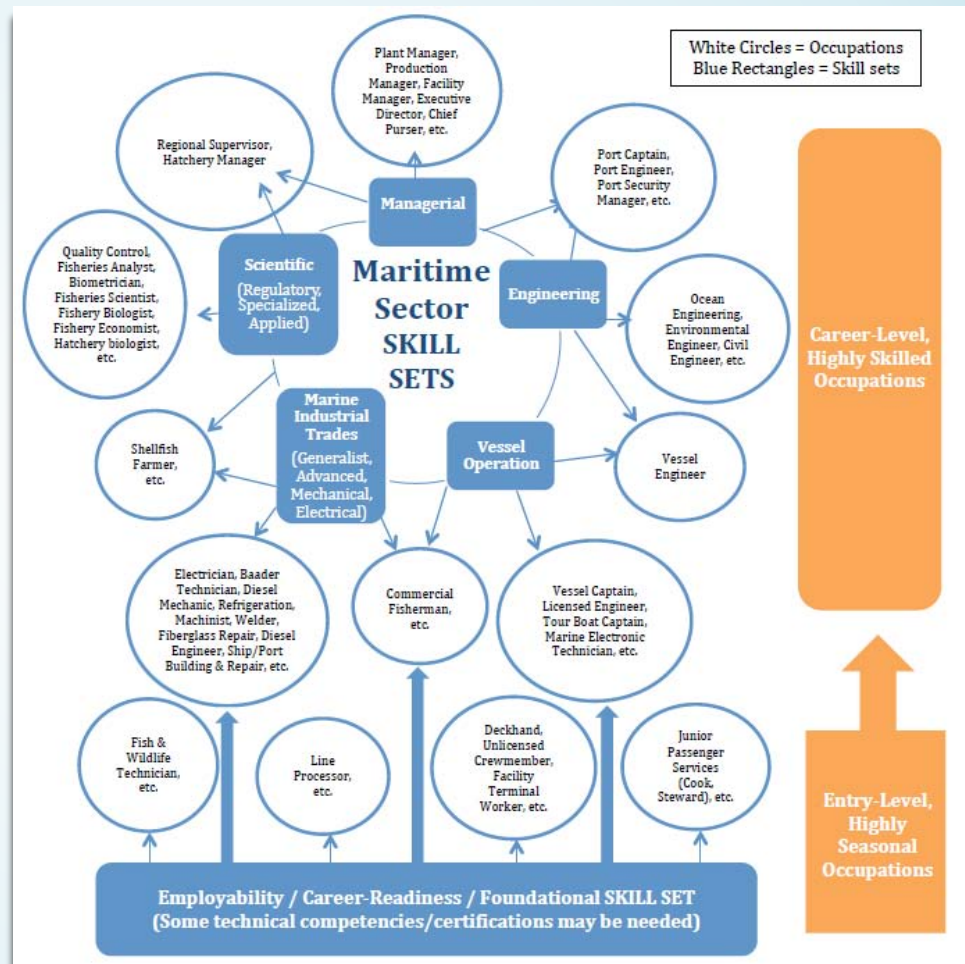 White Circles = Occupations
Blue Rectangles = Skill sets
Plant Manager,
Production
Manager, Facility
Manager, Executive
Director, Chief
Purser, etc.
Regional Supervisor,
Hatchery Manager
Port Captain,
Port Engineer,
Port Security
Manager, etc.
Managerial
Quality Control,
Fisheries Analyst,
Biometrician,
Fisheries Scientist,
Fishery Biologist,
Fishery Economist,
Hatchery biologist,
etc.
Scientific
(Regulatory,
Specialized,
Applied)
Maritime
Sector
SKILL
SETS
Engineering
Ocean
Engineering,
Environmental
Engineer, Civil
Engineer, etc.
Career-Level,
Highly Skilled
Occupations
Shellfish
Farmer,
etc.
Marine
Industrial
Trades
(Generalist,
Advanced,
Mechanical,
Electrical)
Vessel
Operation
Vessel
Engineer
Electrician, Baader
Technician, Diesel
Mechanic, Refrigeration,
Machinist, Welder,
Fiberglass Repair, Diesel
Engineer, Ship/Port
Building & Repair, etc.
Commercial
Fisherman,
etc.
Vessel Captain,
Licensed Engineer,
Tour Boat Captain,
Marine Electronic
Technician, etc.
Fish &
Wildlife
Technician,
etc.
Line
Processor,
etc.
Deckhand,
Unlicensed
Crewmember,
Facility
Terminal
Worker, etc.
Junior
Passenger
Services
(Cook,
Steward), etc.
Entry-Level,
Highly
Seasonal
Occupations
Employability / Career-Readiness / Foundational SKILL SET
(Some technical competencies/certifications may be needed)